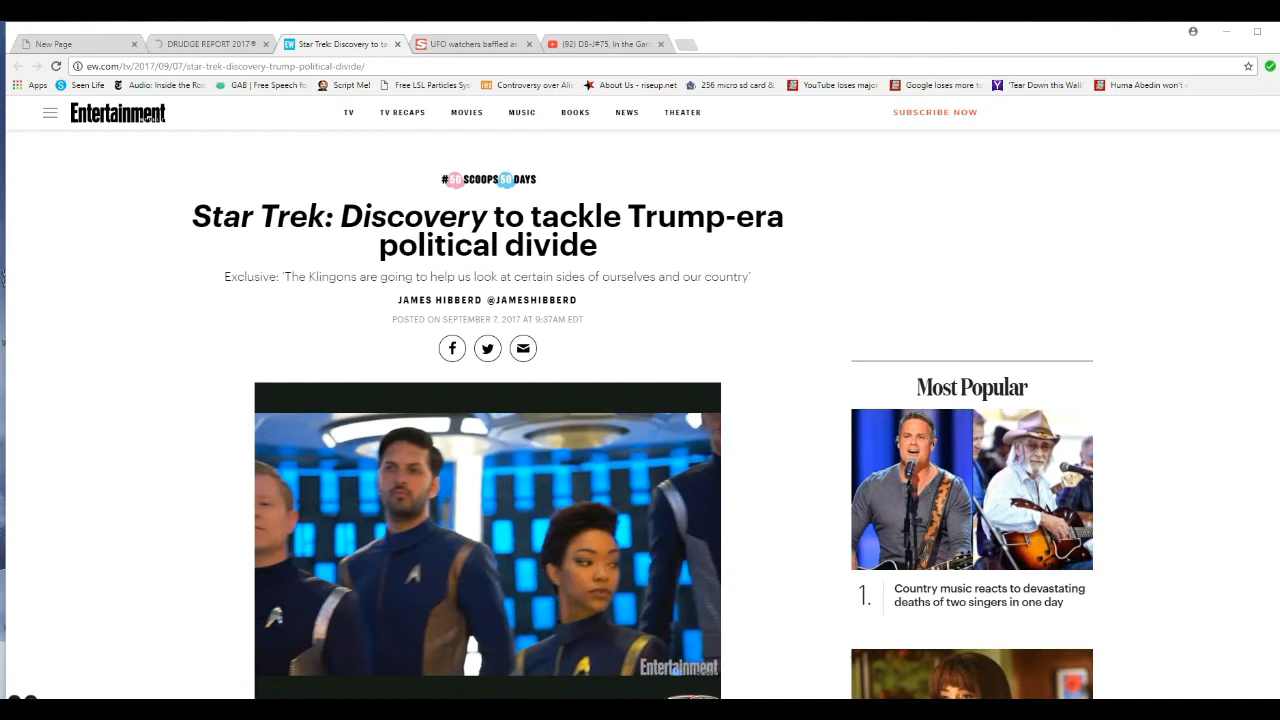 New Page
DRUDGE REPORT 2017®
Star Trek: Discovery to ta
UFO watchers baffled as
(92) DB-J#75, In the Gar
ew.com/tv/2017/09/07/star-trek-discovery-trump-political-divide/
Apps
Seen Life
Audio: Inside the Ro
GAB | Free Speech fo
Script Me!
Free LSL Particles Sys
Controversy over Ali
About Us - riseup.net
256 micro sd card &
YouTube loses major
Google loses more t
'Tear Down this Wall'
Huma Abedin won't
Entertainment
TV
TV RECAPS
MOVIES
MUSIC
BOOKS
NEWS
THEATER
SUBSCRIBE NOW
#50SCOOPS50DAYS
Star Trek: Discovery to tackle Trump-era
political divide
Exclusive: 'The Klingons are going to help us look at certain sides of ourselves and our country'
JAMES HIBBERD @JAMESHIBBERD
POSTED ON SEPTEMBER 7, 2017 AT 9:37AM EDT
Entertainment
Most Popular
1.
Country music reacts to devastating
deaths of two singers in one day